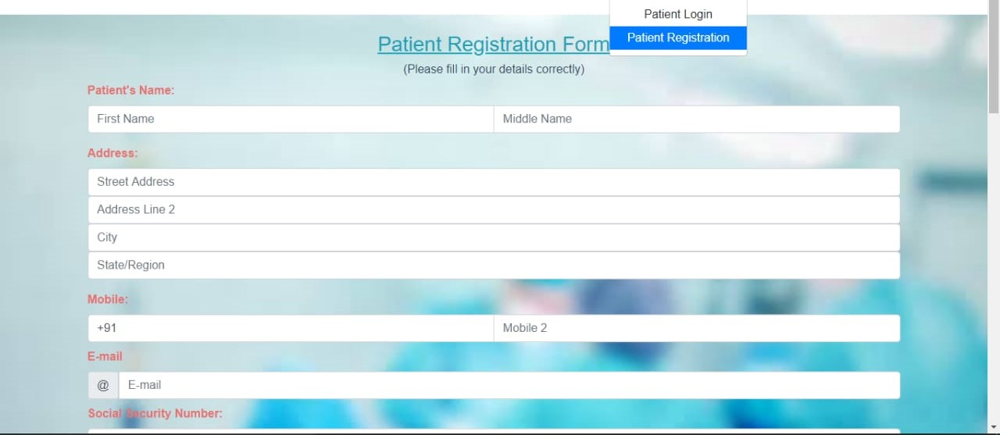 Patient Login
Patient Registration
Patient Registration Form
(Please fill in your details correctly)
Patient's Name:
First Name Middle Name
Address:
Street Address
Address Line 2
City
State/Region
Mobile:
+91 Mobile 2
E-mail
@ E-mail
Social Security Number: